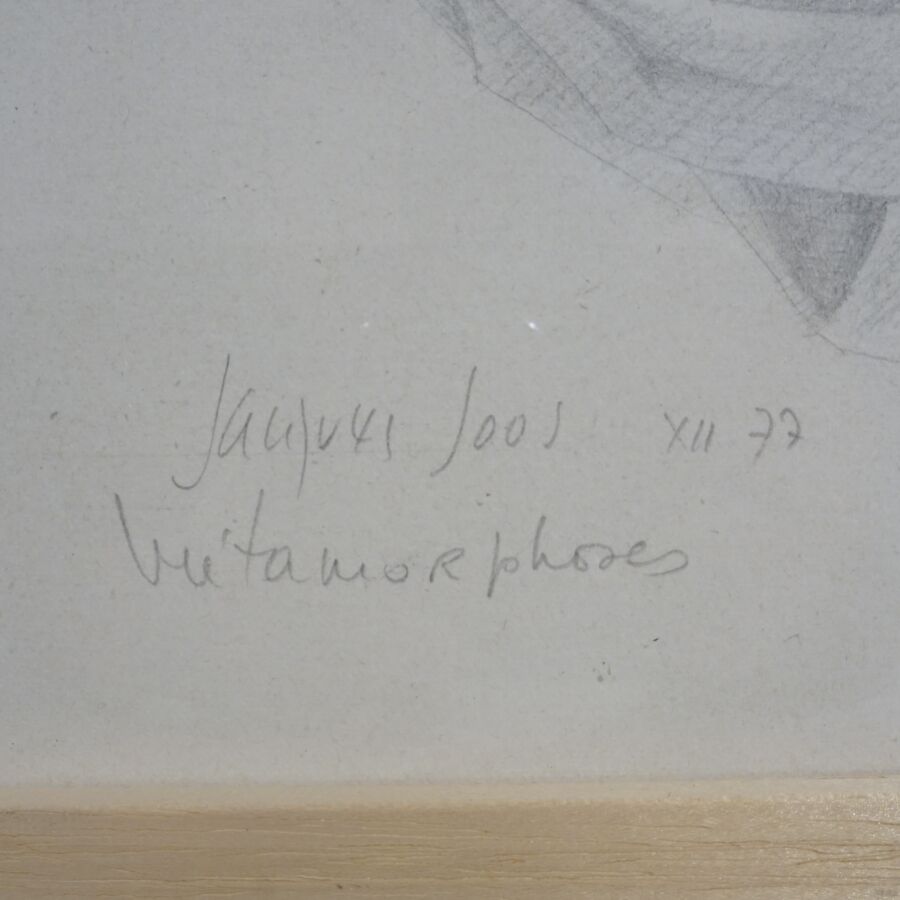 Jacques Joos XII 77
Métamorphoses